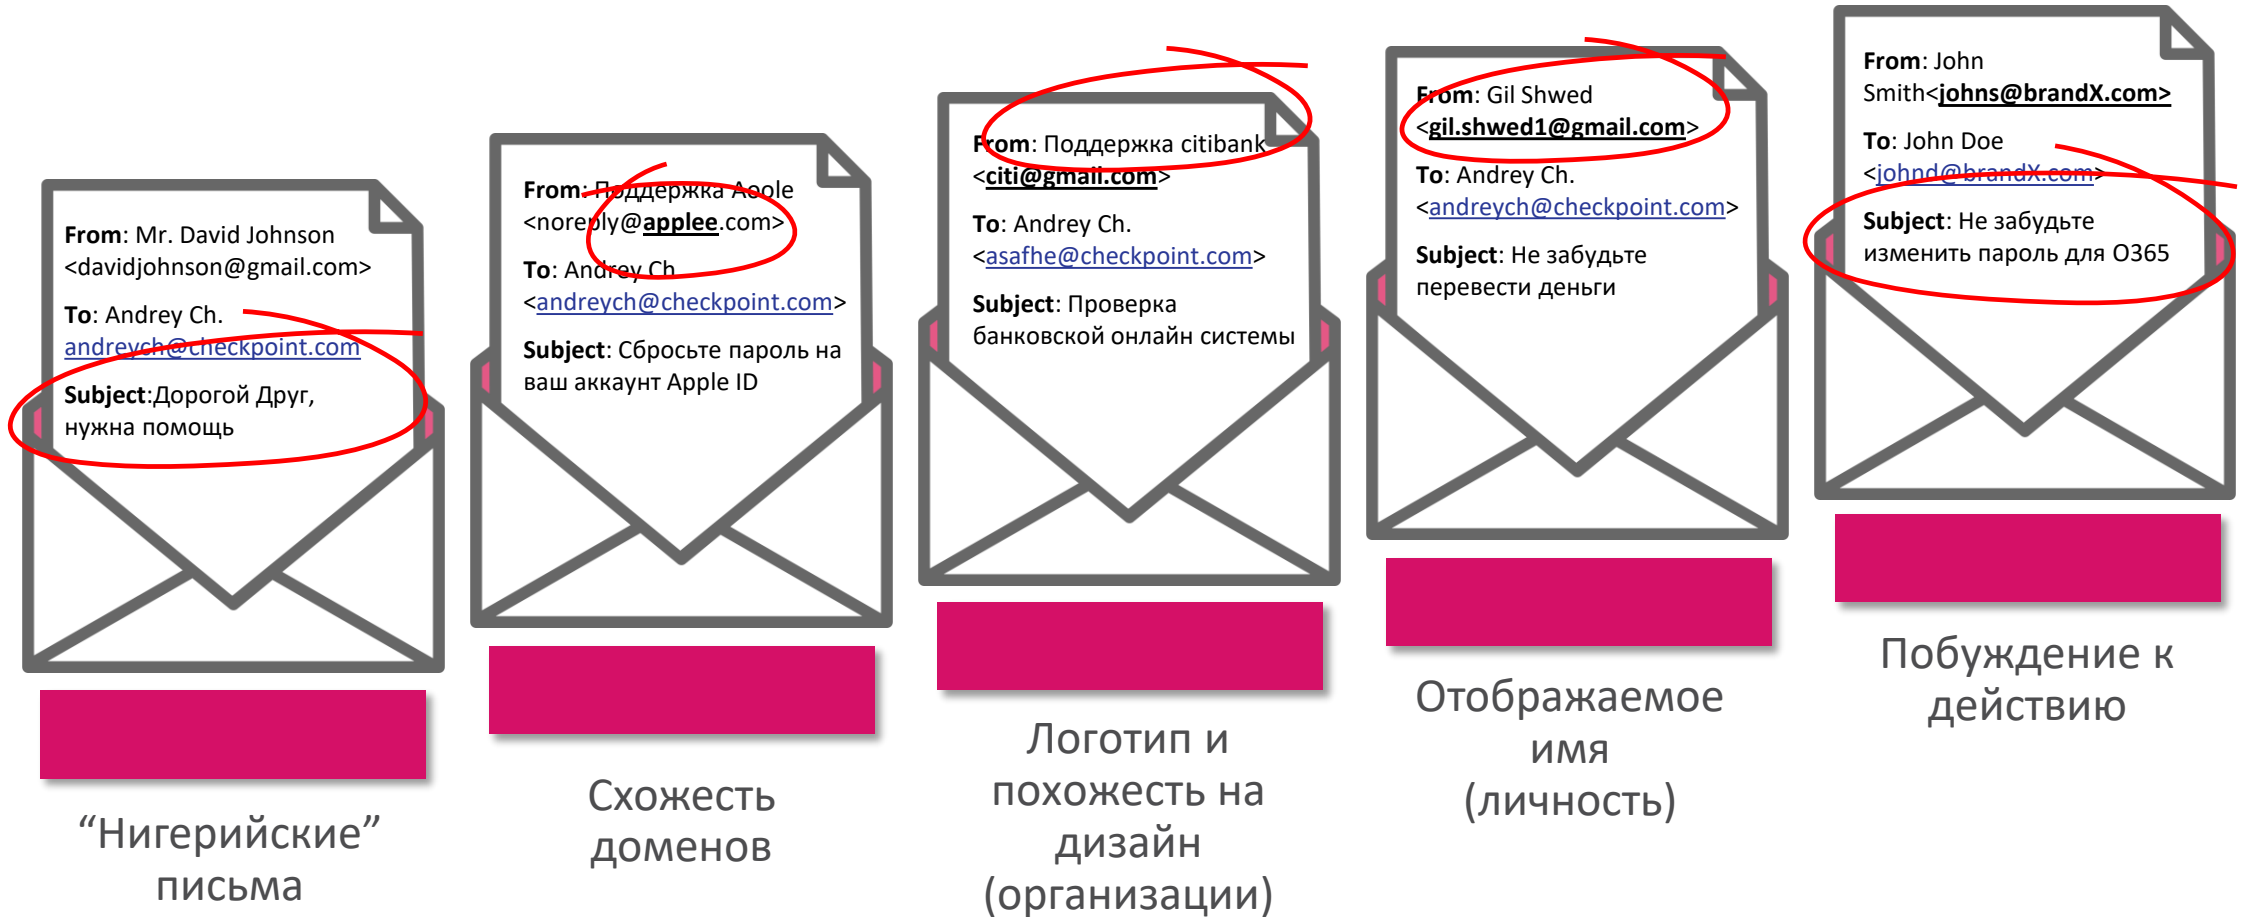 From: Mr. David Johnson
<davidjohnson@gmail.com>
To: Andrey Ch.
andreych@checkpoint.com
Subject:Дорогой Друг,
нужна помощь
“Нигерийские”
письма
From: Поддержка Aoole
<noreply@applee.com>
To: Andrey Ch.
<andreych@checkpoint.com>
Subject: Сбросьте пароль на
ваш аккаунт Apple ID
Схожесть
доменов
From: Поддержка citibank
<citi@gmail.com>
To: Andrey Ch.
<asafhe@checkpoint.com>
Subject: Проверка
банковской онлайн системы
Логотип и
похожесть на
дизайн
(организации)
From: Gil Shwed
<gil.shwed1@gmail.com>
To: Andrey Ch.
<andreych@checkpoint.com>
Subject: Не забудьте
перевести деньги
Отображаемое
имя
(личность)
From: John
Smith<johns@brandX.com>
To: John Doe
<johnd@brandX.com>
Subject: Не забудьте
изменить пароль для O365
Побуждение к
действию